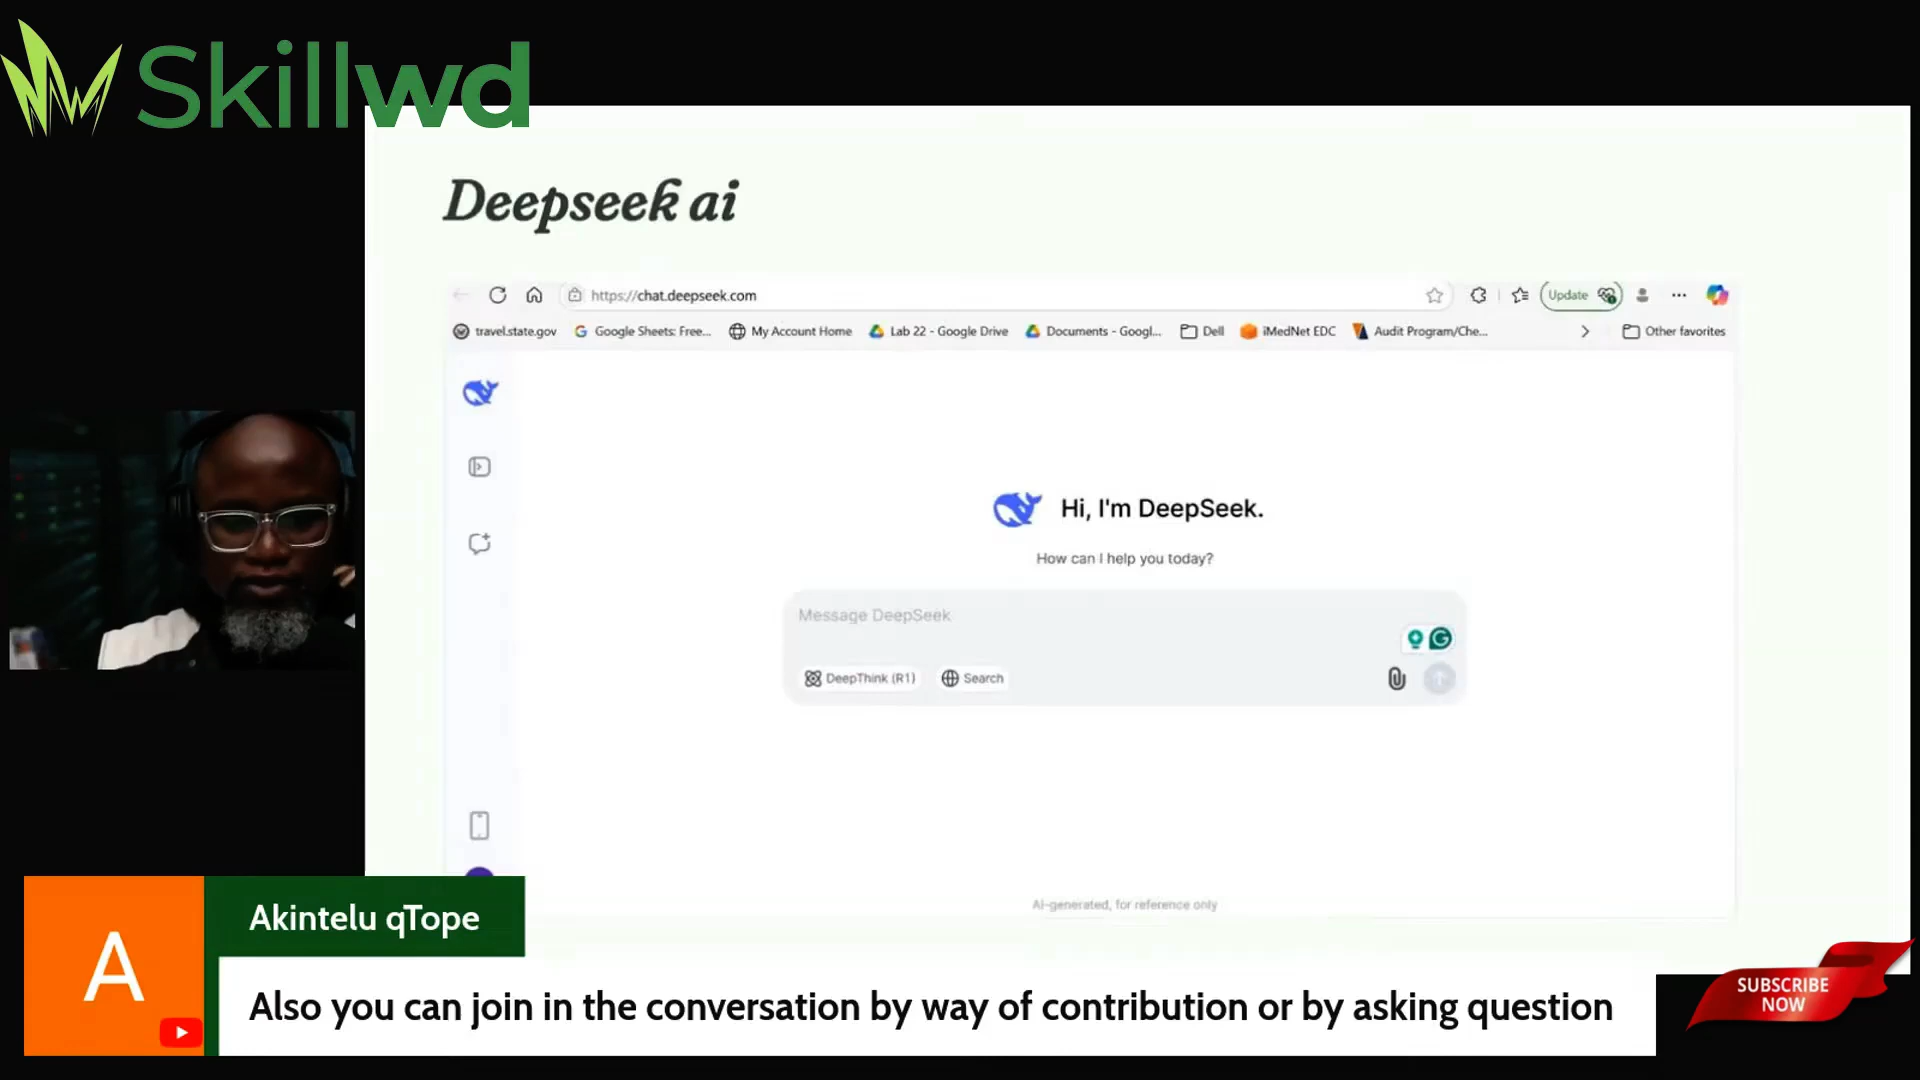 Skillwd
Deepseek ai
https://chat.deepseek.com
Update
travel.state.gov
Google Sheets: Free...
My Account Home
Lab 22 - Google Drive
Documents - Googl...
Dell
iMedNet EDC
Audit Program/Che...
Other favorites
Hi, I'm DeepSeek.
How can I help you today?
Message DeepSeek
DeepThink (R1)
Search
AI-generated, for reference only
A
Akintelu qTope
Also you can join in the conversation by way of contribution or by asking question
SUBSCRIBE
NOW